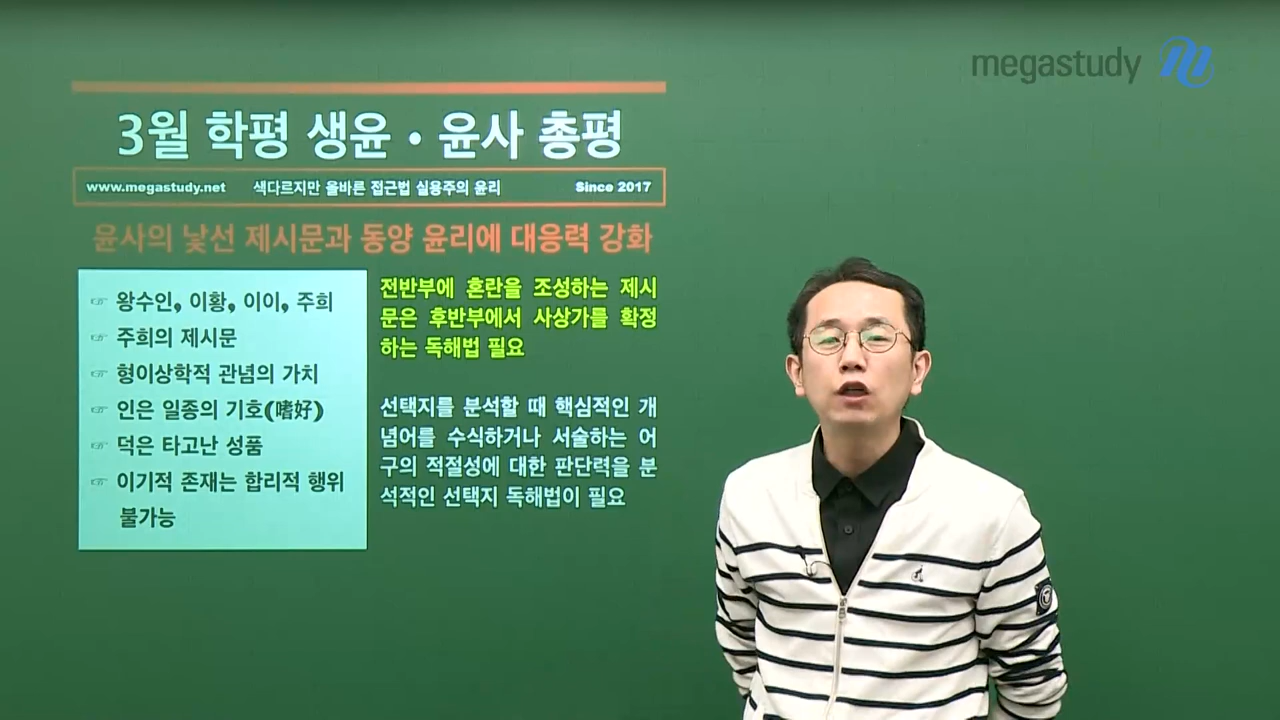 megastudy
3월 학평 생윤·윤사 총평
www.megastudy.net 색다르지만 올바른 접근법 실용주의 윤리 Since 2017
윤사의 낯선 제시문과 동양 윤리에 대응력 강화
☞ 왕수인, 이황, 이이, 주희
☞ 주희의 제시문
☞ 형이상학적 관념의 가치
☞ 인은 일종의 기호(嗜好)
☞ 덕은 타고난 성품
☞ 이기적 존재는 합리적 행위
불가능
전반부에 혼란을 조성하는 제시
문은 후반부에서 사상가를 확정
하는 독해법 필요
선택지를 분석할 때 핵심적인 개
념어를 수식하거나 서술하는 어
구의 적절성에 대한 판단력을 분
석적인 선택지 독해법이 필요